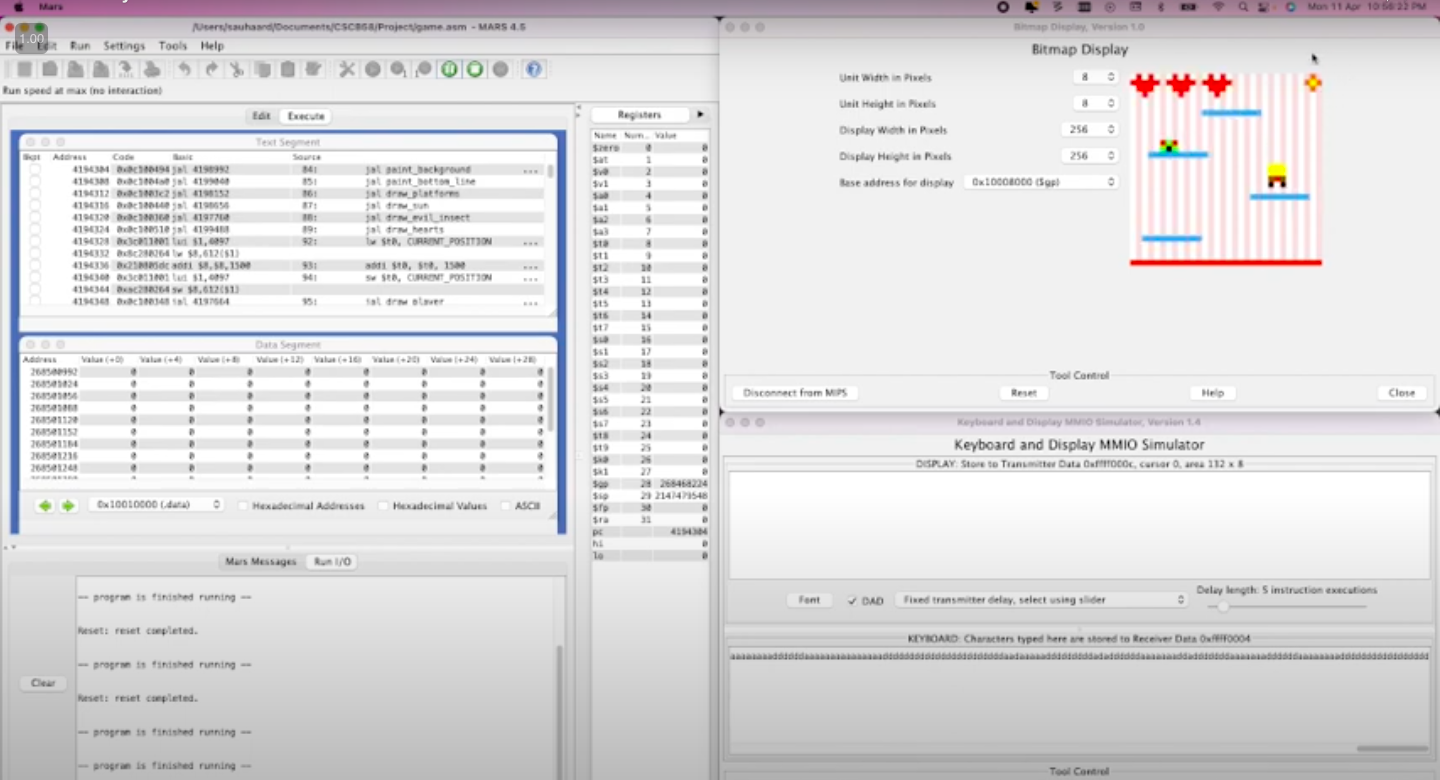 Mars
Mon 11 Apr 10:58:22 PM
/Users/sauhaard/Documents/CSC868/Project/game.asm - MARS 4.5
1.00
File Edit Run Settings Tools Help
Run speed at max (no interaction)
Edit Execute
Text Segment
Bkpt Address Code Basic Source
4194304 0x0c100494 jal 4198992 84: jal paint_background ...
4194308 0x0c1004a0 jal 4199040 85: jal paint_bottom_line
4194312 0x0c1003c2 jal 4198152 86: jal draw_platforms
4194316 0x0c100440 jal 4198656 87: jal draw_sun
4194320 0x0c100360 jal 4197760 88: jal draw_evil_insect
4194324 0x0c100510 jal 4199488 89: jal draw_hearts
4194328 0x3c011001 lui $1,4097 92: lw $t0, CURRENT_POSITION ...
4194332 0x8c280264 lw $8,612($1)
4194336 0x210805dc addi $8,$8,1500 93: addi $t0, $t0, 1500 ...
4194340 0x3c011001 lui $1,4097 94: sw $t0, CURRENT_POSITION ...
4194344 0xac280264 sw $8,612($1)
4194348 0x0c100348 jal 4197664 95: jal draw_player ...
Data Segment
Address Value (+0) Value (+4) Value (+8) Value (+12) Value (+16) Value (+20) Value (+24) Value (+28)
268500992 0 0 0 0 0 0 0 0
268501024 0 0 0 0 0 0 0 0
268501056 0 0 0 0 0 0 0 0
268501088 0 0 0 0 0 0 0 0
268501120 0 0 0 0 0 0 0 0
268501152 0 0 0 0 0 0 0 0
268501184 0 0 0 0 0 0 0 0
268501216 0 0 0 0 0 0 0 0
268501248 0 0 0 0 0 0 0 0
0x10010000 (.data) Hexadecimal Addresses Hexadecimal Values ASCII
Mars Messages Run I/O
-- program is finished running --
Reset: reset completed.
-- program is finished running --
Reset: reset completed.
-- program is finished running --
-- program is finished running --
Clear
Registers
Name Num... Value
$zero 0 0
$at 1 0
$v0 2 0
$v1 3 0
$a0 4 0
$a1 5 0
$a2 6 0
$a3 7 0
$t0 8 0
$t1 9 0
$t2 10 0
$t3 11 0
$t4 12 0
$t5 13 0
$t6 14 0
$t7 15 0
$s0 16 0
$s1 17 0
$s2 18 0
$s3 19 0
$s4 20 0
$s5 21 0
$s6 22 0
$s7 23 0
$t8 24 0
$t9 25 0
$k0 26 0
$k1 27 0
$gp 28 268468224
$sp 29 2147479548
$fp 30 0
$ra 31 0
pc 4194304
hi 0
lo 0
Bitmap Display, Version 1.0
Bitmap Display
Unit Width in Pixels 8
Unit Height in Pixels 8
Display Width in Pixels 256
Display Height in Pixels 256
Base address for display 0x10008000 ($gp)
Tool Control
Disconnect from MIPS Reset Help Close
Keyboard and Display MMIO Simulator, Version 1.4
Keyboard and Display MMIO Simulator
DISPLAY: Store to Transmitter Data 0xffff000c, cursor 0, area 132 x 8
Font DAD Fixed transmitter delay, select using slider
Delay length: 5 instruction executions
KEYBOARD: Characters typed here are stored to Receiver Data 0xffff0004
Tool Control